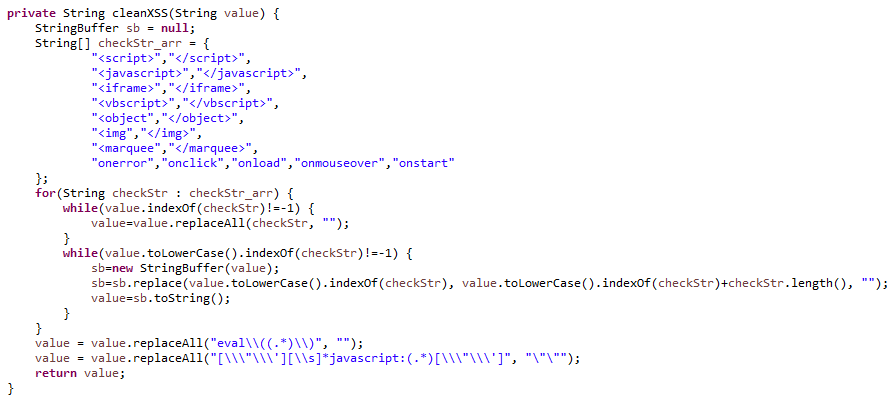 private String cleanXSS(String value) {
    StringBuffer sb = null;
    String[] checkStr_arr = {
            "<script>","</script>",
            "<javascript>","</javascript>",
            "<iframe>","</iframe>",
            "<vbscript>","</vbscript>",
            "<object","</object>",
            "<img","</img>",
            "<marquee","</marquee>",
            "onerror","onclick","onload","onmouseover","onstart"
    };
    for(String checkStr : checkStr_arr) {
        while(value.indexOf(checkStr)!=-1) {
            value=value.replaceAll(checkStr, "");
        }
        while(value.toLowerCase().indexOf(checkStr)!=-1) {
            sb=new StringBuffer(value);
            sb=sb.replace(value.toLowerCase().indexOf(checkStr), value.toLowerCase().indexOf(checkStr)+checkStr.length(), "");
            value=sb.toString();
        }
    }
    value = value.replaceAll("eval\\((.*)\\)", "");
    value = value.replaceAll("[\\\"\\\'][\\s]*javascript:(.*)[\\\"\\\']", "\"\"");
    return value;
}